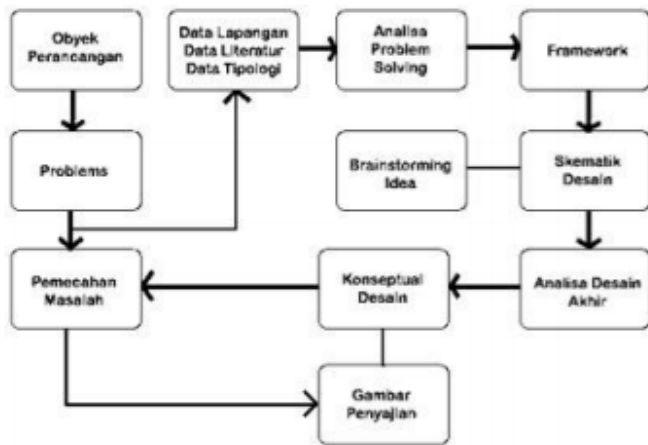 Obyek
Perancangan
Data Lapangan
Data Literatur
Data Tipologi
Analisa
Problem
Solving
Framework
Problems
Brainstorming
Idea
Skematik
Desain
Pemecahan
Masalah
Konseptual
Desain
Analisa Desain
Akhir
Gambar
Penyajian